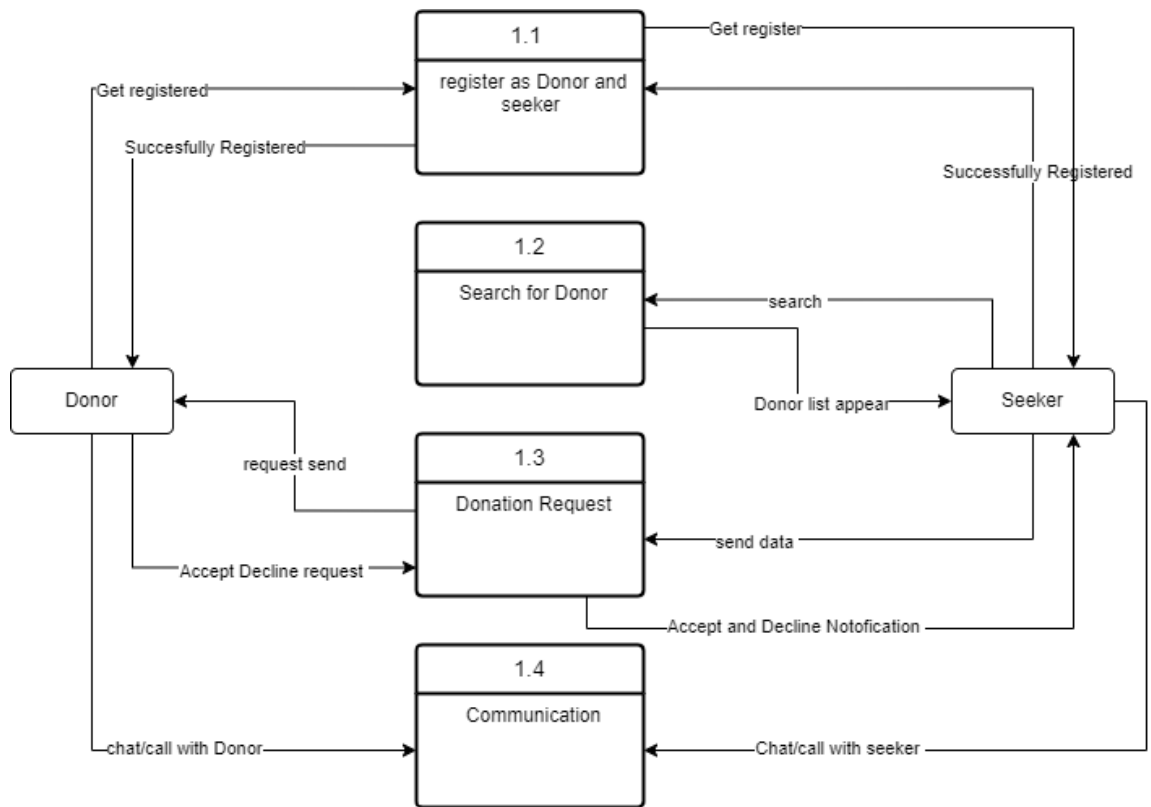 1.1
Get register
register as Donor and
seeker
Get registered
Succesfully Registered
Successfully Registered
1.2
Search for Donor
search
Donor
Donor list appear
Seeker
1.3
request send
Donation Request
send data
Accept Decline request
Accept and Decline Notofication
1.4
Communication
chat/call with Donor
Chat/call with seeker